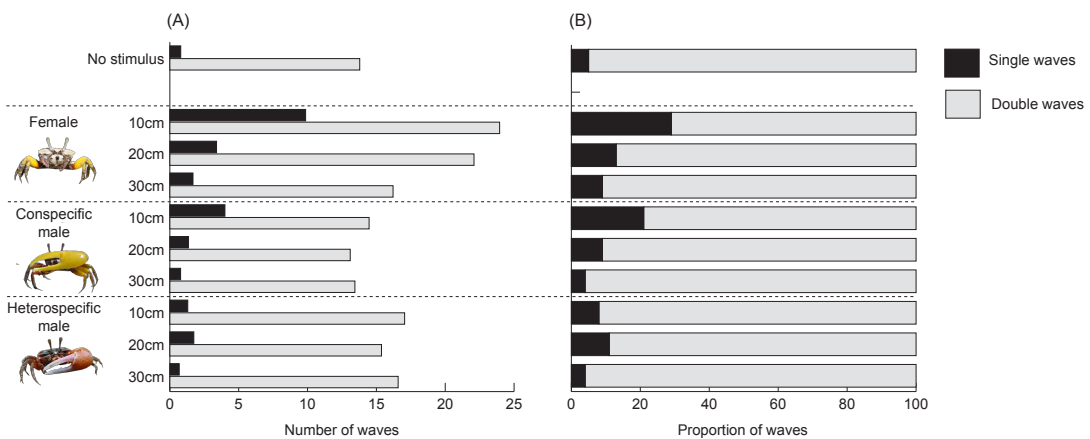 (A)
(B)
No stimulus
Single waves
Double waves
Female
10cm
20cm
30cm
Conspecific
male
10cm
20cm
30cm
Heterospecific
male
10cm
20cm
30cm
0 5 10 15 20 25
0 20 40 60 80 100
Number of waves
Proportion of waves